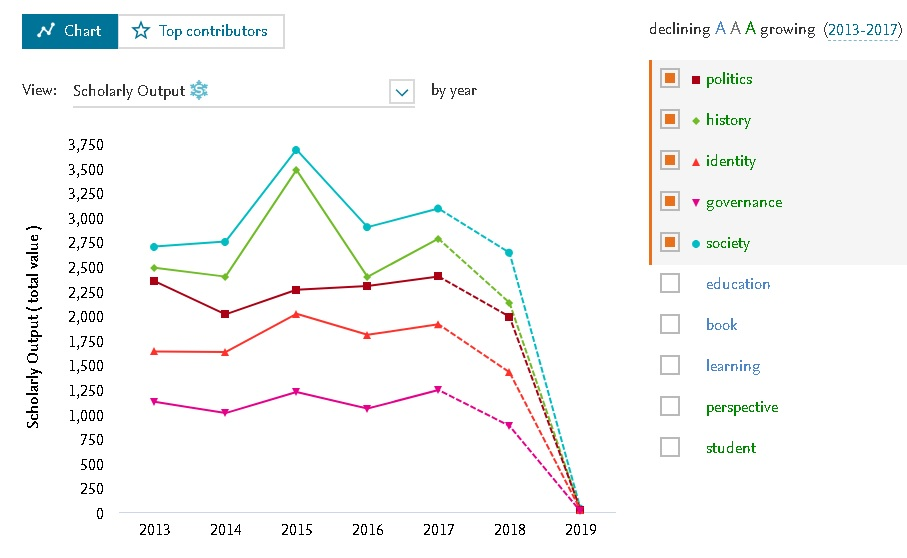 Chart
Top contributors
declining A A A growing (2013-2017)
View: Scholarly Output by year
politics
history
identity
governance
society
education
book
learning
perspective
student
Scholarly Output ( total value )
3,750
3,500
3,250
3,000
2,750
2,500
2,250
2,000
1,750
1,500
1,250
1,000
750
500
250
0
2013 2014 2015 2016 2017 2018 2019